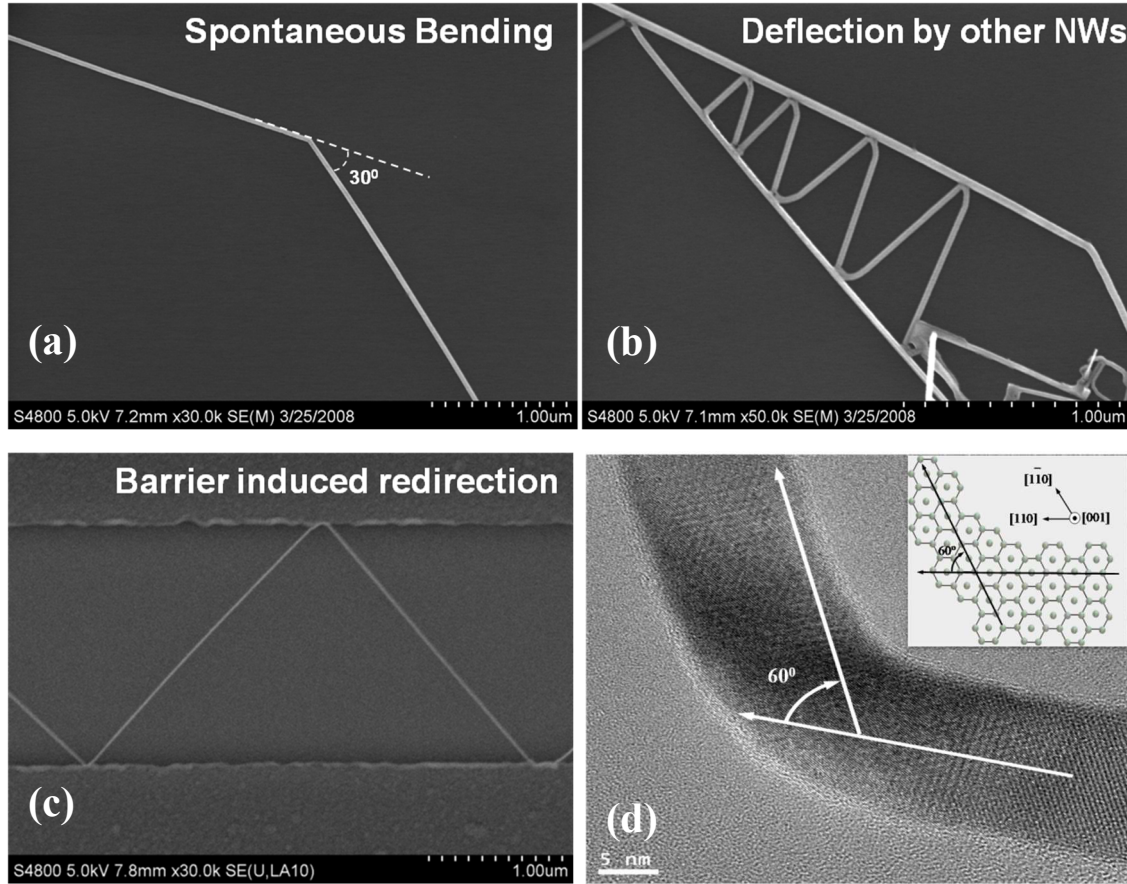 Spontaneous Bending
30⁰
(a)
S4800 5.0kV 7.2mm x30.0k SE(M) 3/25/2008
1.00um
Deflection by other NWs
(b)
S4800 5.0kV 7.1mm x50.0k SE(M) 3/25/2008
1.00um
Barrier induced redirection
(c)
S4800 5.0kV 7.8mm x30.0k SE(U,LA10)
1.00um
[11̄0]
[110]
[001]
60⁰
60⁰
(d)
5 nm